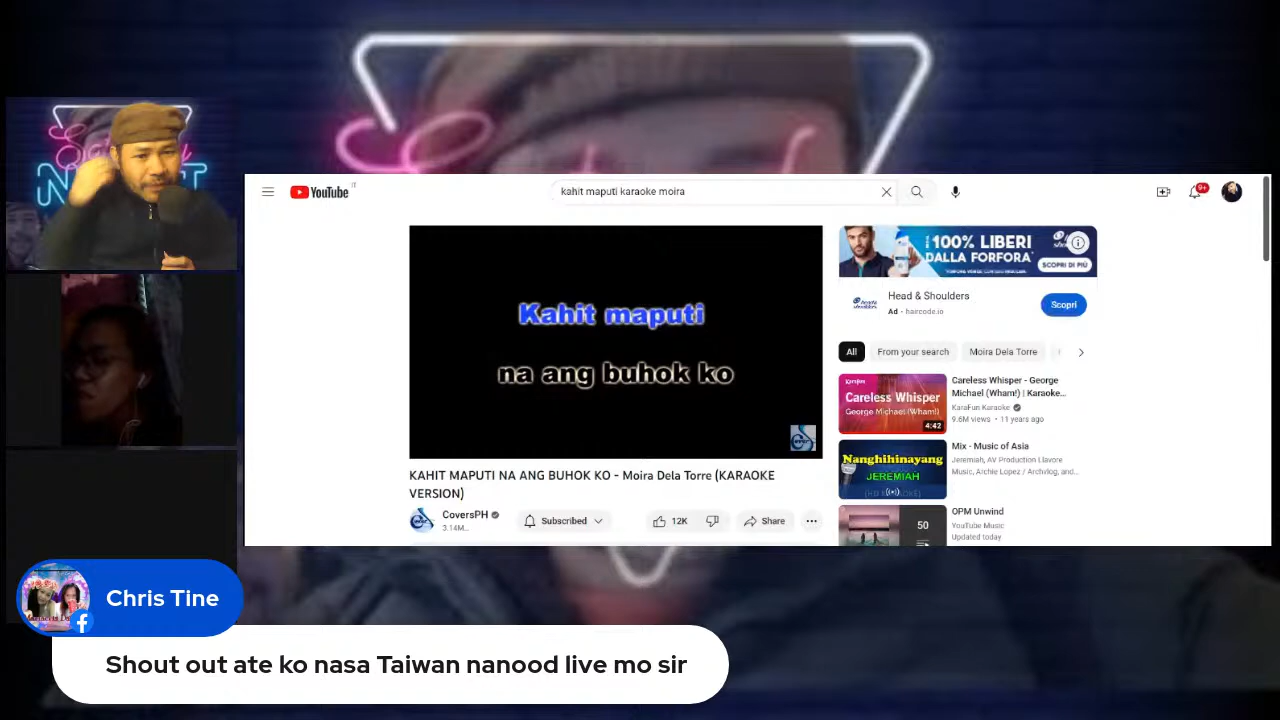 YouTube
IT
kahit maputi karaoke moira
9+
Kahit maputi
na ang buhok ko
KAHIT MAPUTI NA ANG BUHOK KO - Moira Dela Torre (KARAOKE
VERSION)
CoversPH
3.14M...
Subscribed
12K
Share
100% LIBERI
DALLA FORFORA*
SCOPRI DI PIÙ
Head & Shoulders
Ad · haircode.io
Scopri
All
From your search
Moira Dela Torre
Careless Whisper
George Michael (Wham!)
4:42
Careless Whisper - George
Michael (Wham!) | Karaoke...
KaraFun Karaoke
9.6M views · 11 years ago
Nanghihinayang
JEREMIAH
Mix - Music of Asia
Jeremiah, AV Production Llavore
Music, Archie Lopez / Archvlog, and...
50
OPM Unwind
YouTube Music
Updated today
Chris Tine
Shout out ate ko nasa Taiwan nanood live mo sir